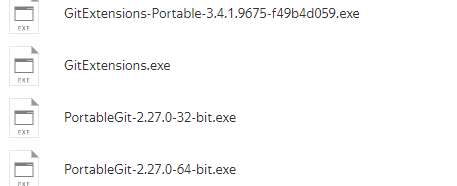 EXE
GitExtensions-Portable-3.4.1.9675-f49b4d059.exe
EXE
GitExtensions.exe
EXE
PortableGit-2.27.0-32-bit.exe
EXE
PortableGit-2.27.0-64-bit.exe